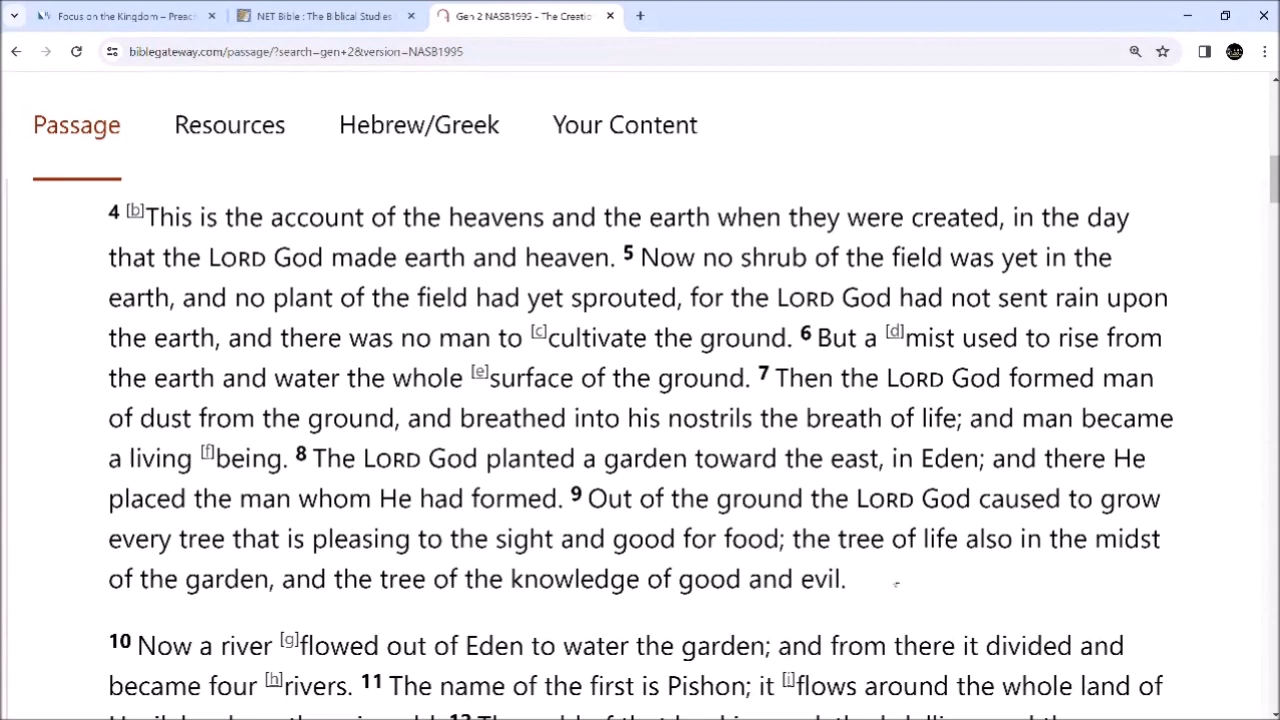 Focus on the Kingdom – Preach
NET Bible : The Biblical Studies
Gen 2 NASB1995 - The Creatio
biblegateway.com/passage/?search=gen+2&version=NASB1995
Passage Resources Hebrew/Greek Your Content
4 [b]This is the account of the heavens and the earth when they were created, in the day
that the LORD God made earth and heaven. 5 Now no shrub of the field was yet in the
earth, and no plant of the field had yet sprouted, for the LORD God had not sent rain upon
the earth, and there was no man to [c]cultivate the ground. 6 But a [d]mist used to rise from
the earth and water the whole [e]surface of the ground. 7 Then the LORD God formed man
of dust from the ground, and breathed into his nostrils the breath of life; and man became
a living [f]being. 8 The LORD God planted a garden toward the east, in Eden; and there He
placed the man whom He had formed. 9 Out of the ground the LORD God caused to grow
every tree that is pleasing to the sight and good for food; the tree of life also in the midst
of the garden, and the tree of the knowledge of good and evil.
10 Now a river [g]flowed out of Eden to water the garden; and from there it divided and
became four [h]rivers. 11 The name of the first is Pishon; it [i]flows around the whole land of